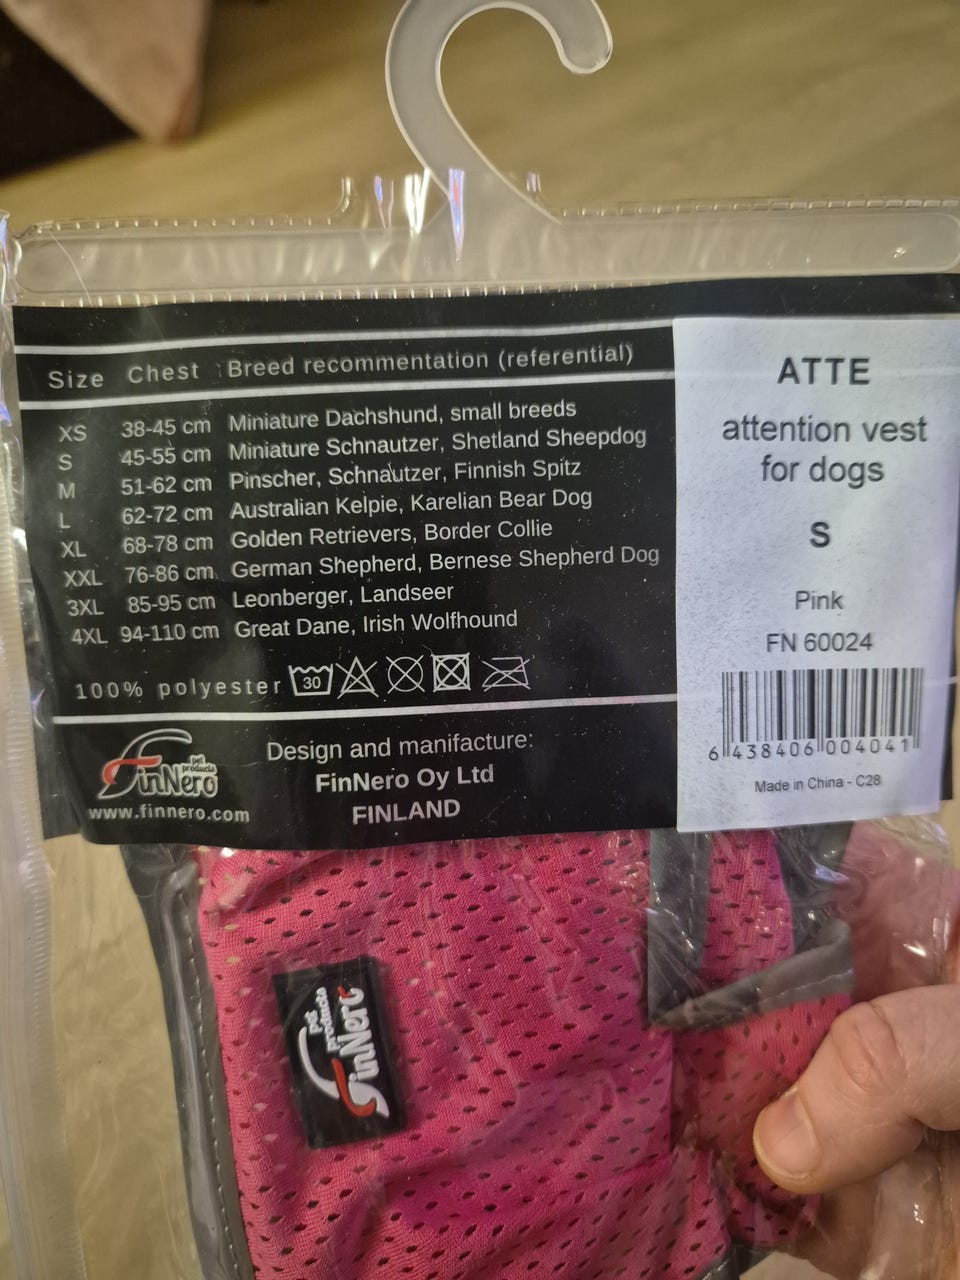 Size Chest Breed recommentation (referential)
XS 38-45 cm Miniature Dachshund, small breeds
S 45-55 cm Miniature Schnautzer, Shetland Sheepdog
M 51-62 cm Pinscher, Schnautzer, Finnish Spitz
L 62-72 cm Australian Kelpie, Karelian Bear Dog
XL 68-78 cm Golden Retrievers, Border Collie
XXL 76-86 cm German Shepherd, Bernese Shepherd Dog
3XL 85-95 cm Leonberger, Landseer
4XL 94-110 cm Great Dane, Irish Wolfhound
100% polyester 30
pet
products
FinNero
www.finnero.com
Design and manifacture:
FinNero Oy Ltd
FINLAND
ATTE
attention vest
for dogs
S
Pink
FN 60024
6 438406 004041
Made in China - C28
pet
products
FinNero